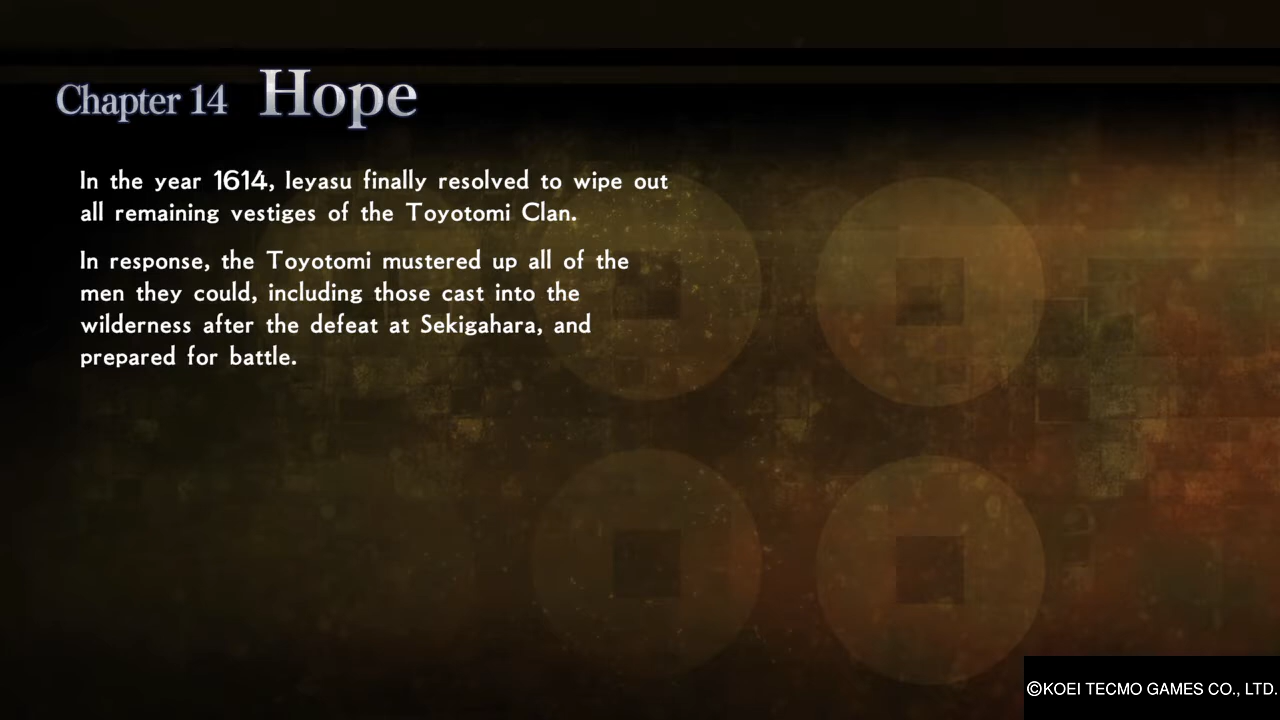 Chapter 14 Hope
In the year 1614, Ieyasu finally resolved to wipe out
all remaining vestiges of the Toyotomi Clan.
In response, the Toyotomi mustered up all of the
men they could, including those cast into the
wilderness after the defeat at Sekigahara, and
prepared for battle.
©KOEI TECMO GAMES CO., LTD.